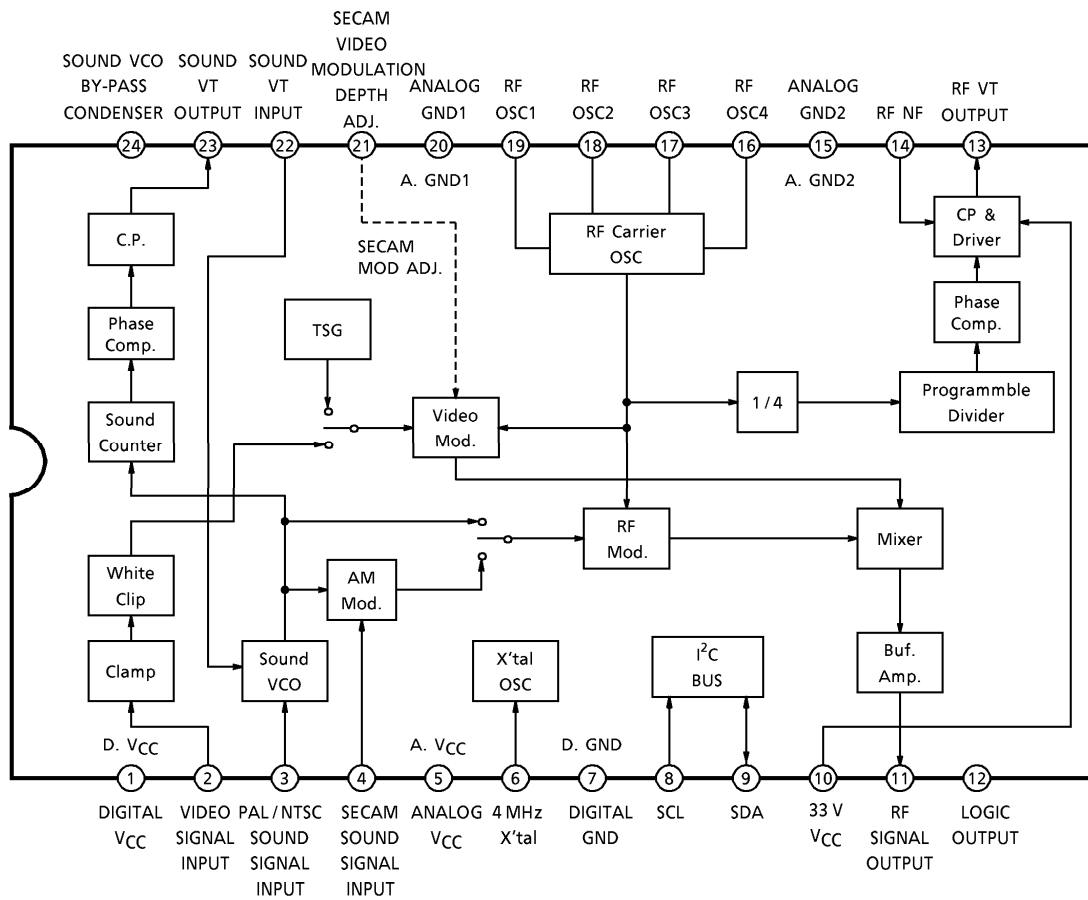 SOUND VCO
BY-PASS
CONDENSER
SOUND
VT
OUTPUT
SOUND
VT
INPUT
SECAM
VIDEO
MODULATION
DEPTH
ADJ.
ANALOG
GND1
RF
OSC1
RF
OSC2
RF
OSC3
RF
OSC4
ANALOG
GND2
RF NF
RF VT
OUTPUT
24
23
22
21
20
19
18
17
16
15
14
13
A. GND1
A. GND2
C.P.
SECAM
MOD ADJ.
RF Carrier
OSC
CP &
Driver
Phase
Comp.
TSG
Phase
Comp.
Sound
Counter
Video
Mod.
1/4
Programmble
Divider
RF
Mod.
Mixer
White
Clip
AM
Mod.
Clamp
Sound
VCO
X'tal
OSC
I2C
BUS
Buf.
Amp.
D. VCC
A. VCC
D. GND
1
2
3
4
5
6
7
8
9
10
11
12
DIGITAL
VCC
VIDEO
SIGNAL
INPUT
PAL/NTSC
SOUND
SIGNAL
INPUT
SECAM
SOUND
SIGNAL
INPUT
ANALOG
VCC
4 MHz
X'tal
DIGITAL
GND
SCL
SDA
33 V
VCC
RF
SIGNAL
OUTPUT
LOGIC
OUTPUT